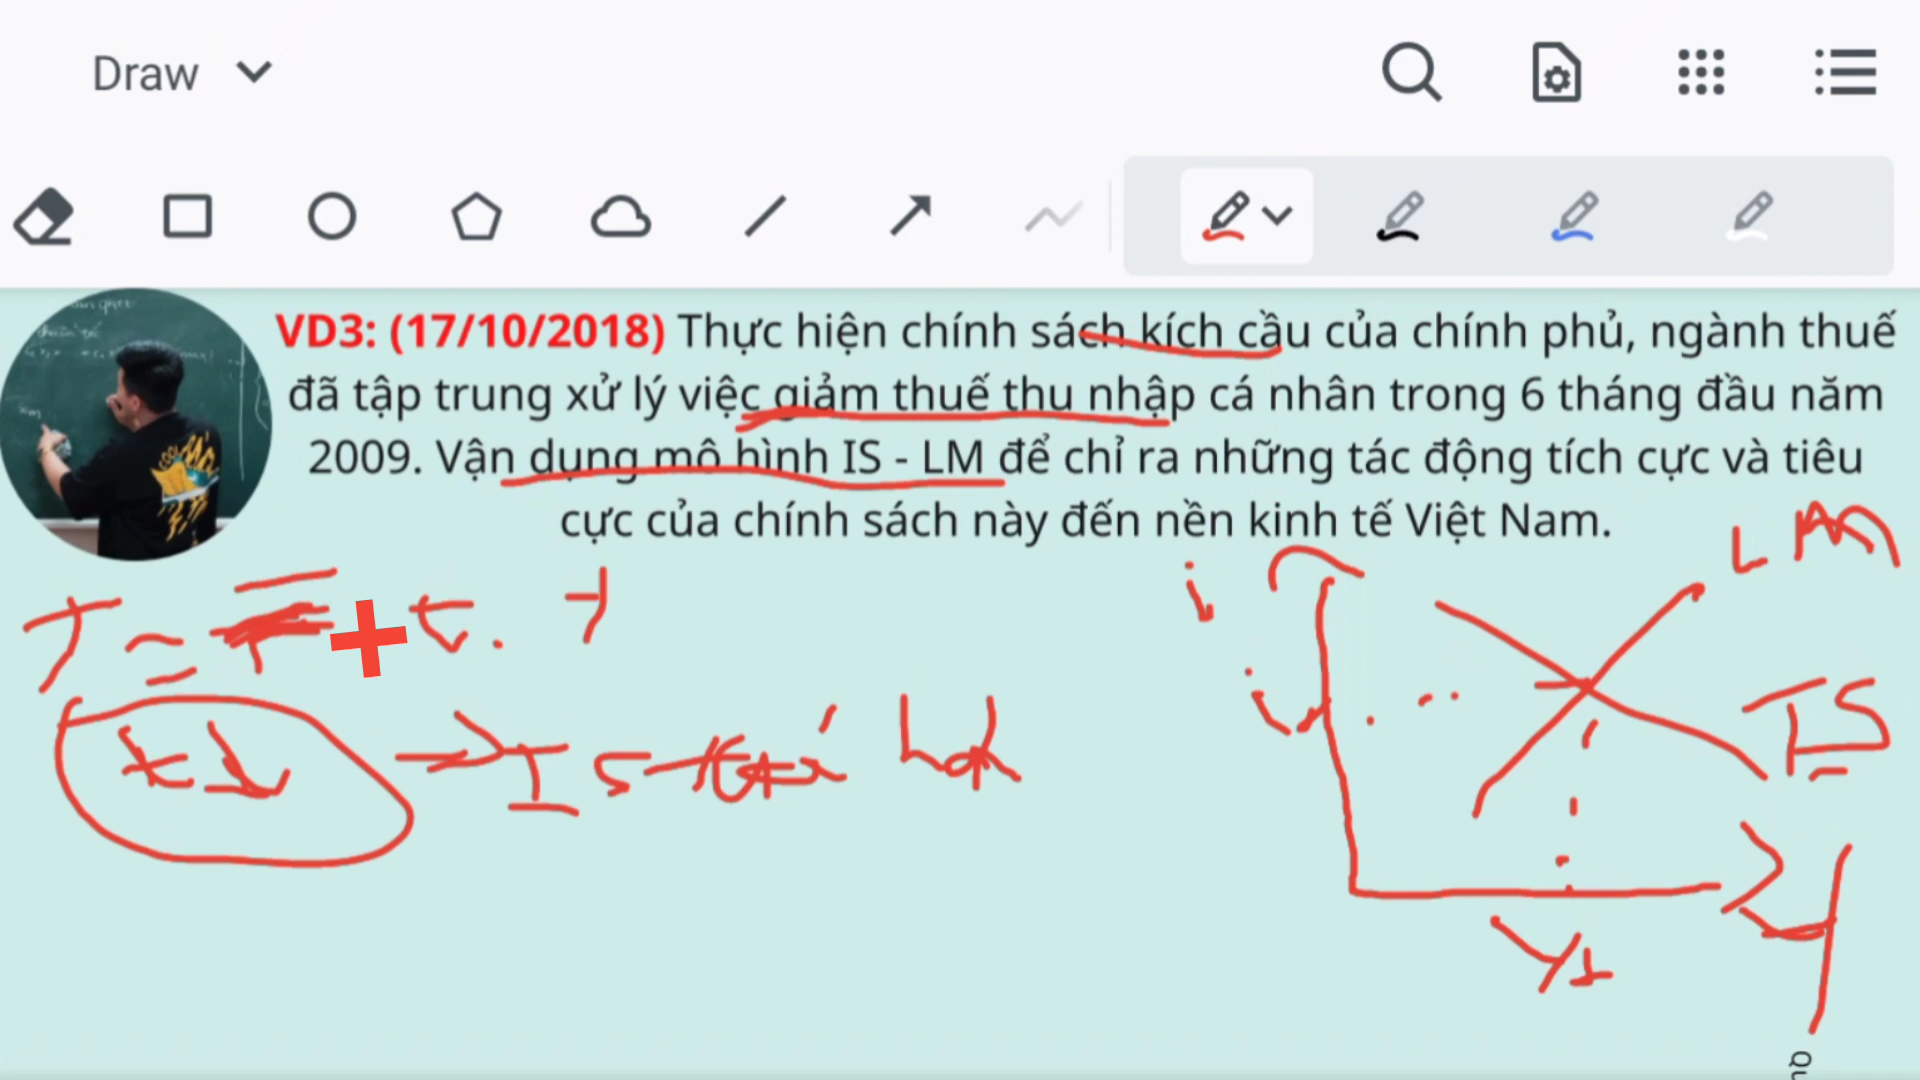 Draw
VD3: (17/10/2018) Thực hiện chính sách kích cầu của chính phủ, ngành thuế
đã tập trung xử lý việc giảm thuế thu nhập cá nhân trong 6 tháng đầu năm
2009. Vận dụng mô hình IS - LM để chỉ ra những tác động tích cực và tiêu
cực của chính sách này đến nền kinh tế Việt Nam.
LM
i
IS
Y1
y